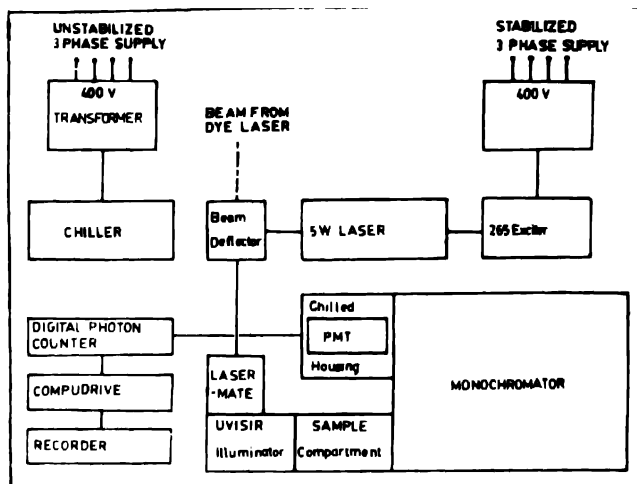 UNSTABILIZED
3 PHASE SUPPLY
STABILIZED
3 PHASE SUPPLY
400 V
TRANSFORMER
400 V
BEAM FROM
DYE LASER
CHILLER
Beam
Deflector
5W LASER
265 Exciter
DIGITAL PHOTON
COUNTER
Chilled
PMT
Housing
MONOCHROMATOR
COMPUDRIVE
LASER
-MATE
RECORDER
UVISIR
Illuminator
SAMPLE
Compartment